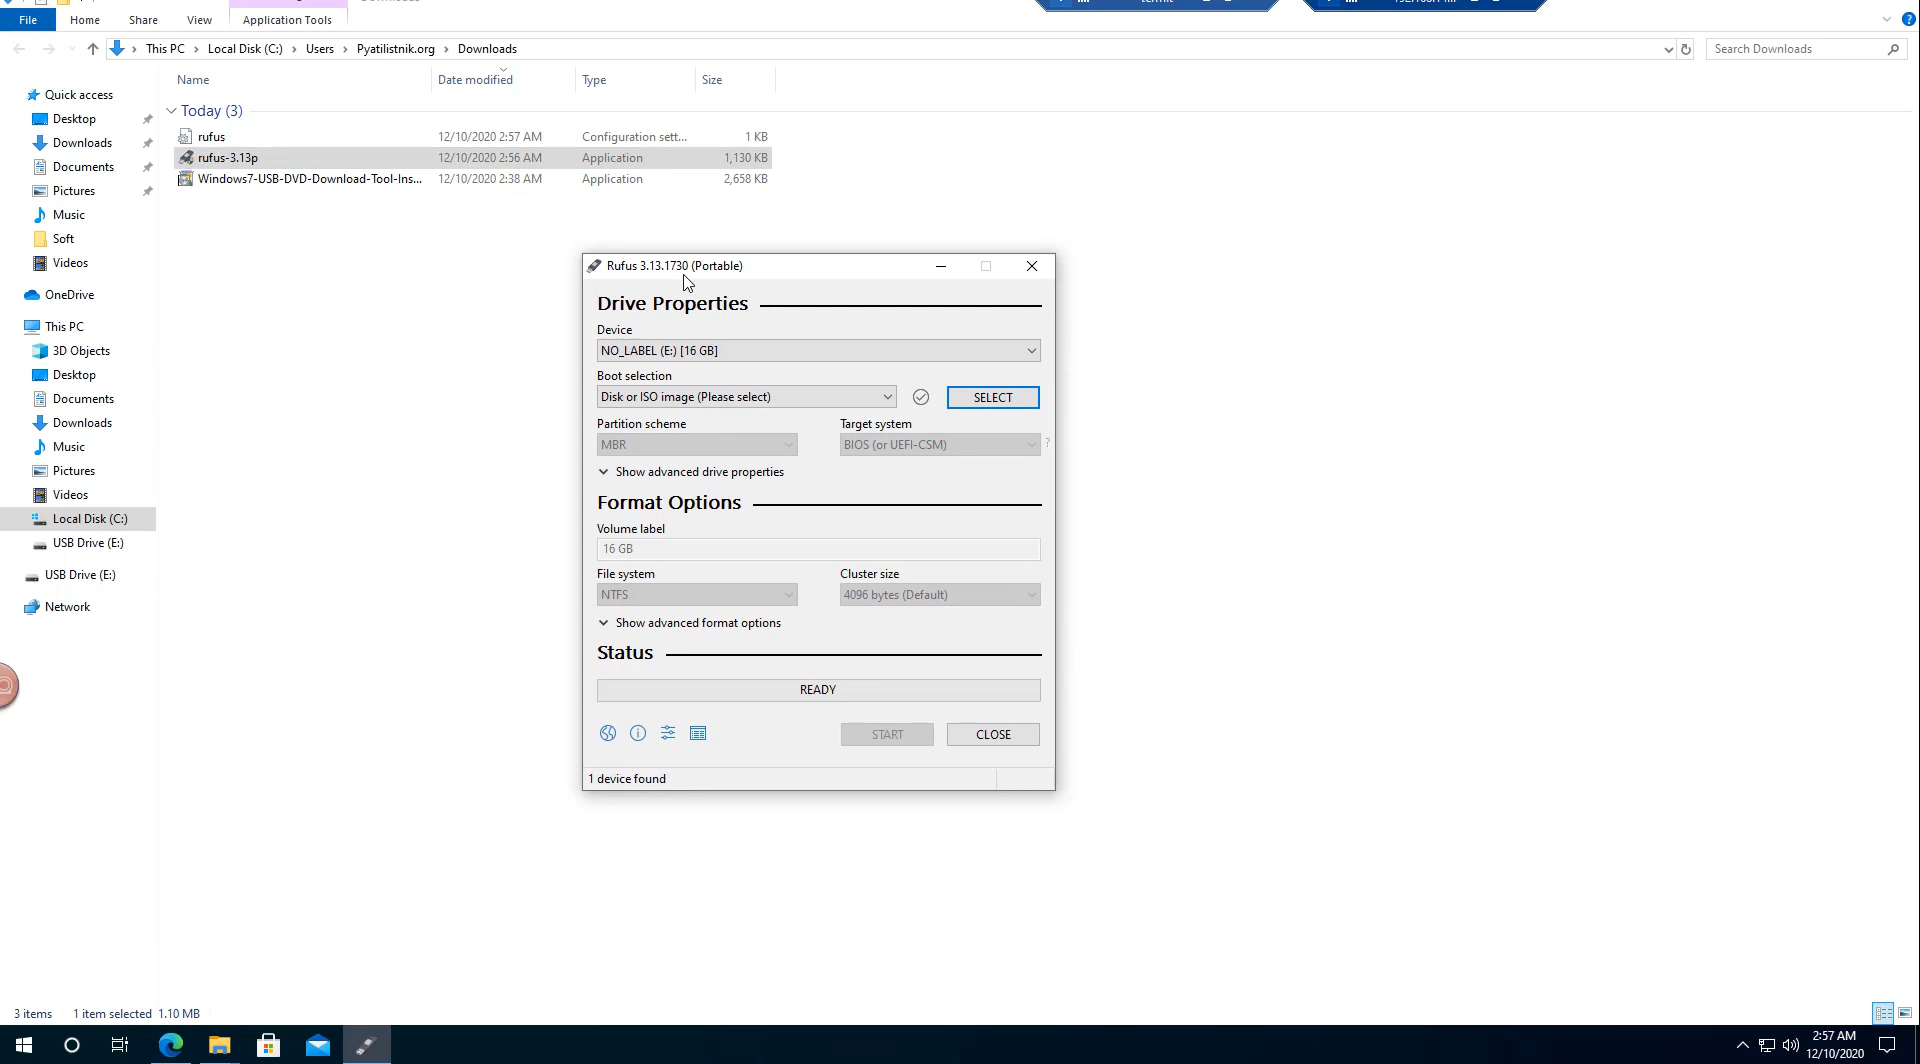 File Home Share View Application Tools
This PC Local Disk (C:) Users Pyatilistnik.org Downloads Search Downloads
Name Date modified Type Size
Today (3)
rufus 12/10/2020 2:57 AM Configuration sett... 1 KB
rufus-3.13p 12/10/2020 2:56 AM Application 1,130 KB
Windows7-USB-DVD-Download-Tool-Ins... 12/10/2020 2:38 AM Application 2,658 KB
Quick access
Desktop
Downloads
Documents
Pictures
Music
Soft
Videos
OneDrive
This PC
3D Objects
Desktop
Documents
Downloads
Music
Pictures
Videos
Local Disk (C:)
USB Drive (E:)
USB Drive (E:)
Network
Rufus 3.13.1730 (Portable)
Drive Properties
Device
NO_LABEL (E:) [16 GB]
Boot selection
Disk or ISO image (Please select) SELECT
Partition scheme Target system
MBR BIOS (or UEFI-CSM) ?
Show advanced drive properties
Format Options
Volume label
16 GB
File system Cluster size
NTFS 4096 bytes (Default)
Show advanced format options
Status
READY
START CLOSE
1 device found
3 items 1 item selected 1.10 MB
2:57 AM
12/10/2020